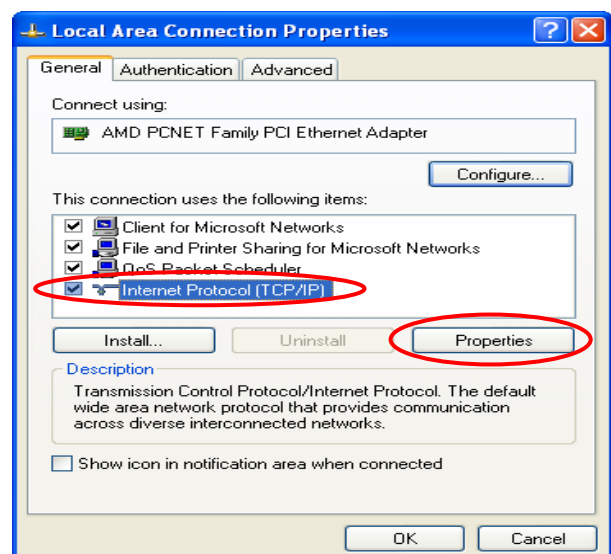 Local Area Connection Properties
General Authentication Advanced
Connect using:
AMD PCNET Family PCI Ethernet Adapter
Configure...
This connection uses the following items:
Client for Microsoft Networks
File and Printer Sharing for Microsoft Networks
QoS Packet Scheduler
Internet Protocol (TCP/IP)
Install... Uninstall Properties
Description
Transmission Control Protocol/Internet Protocol. The default
wide area network protocol that provides communication
across diverse interconnected networks.
Show icon in notification area when connected
OK Cancel